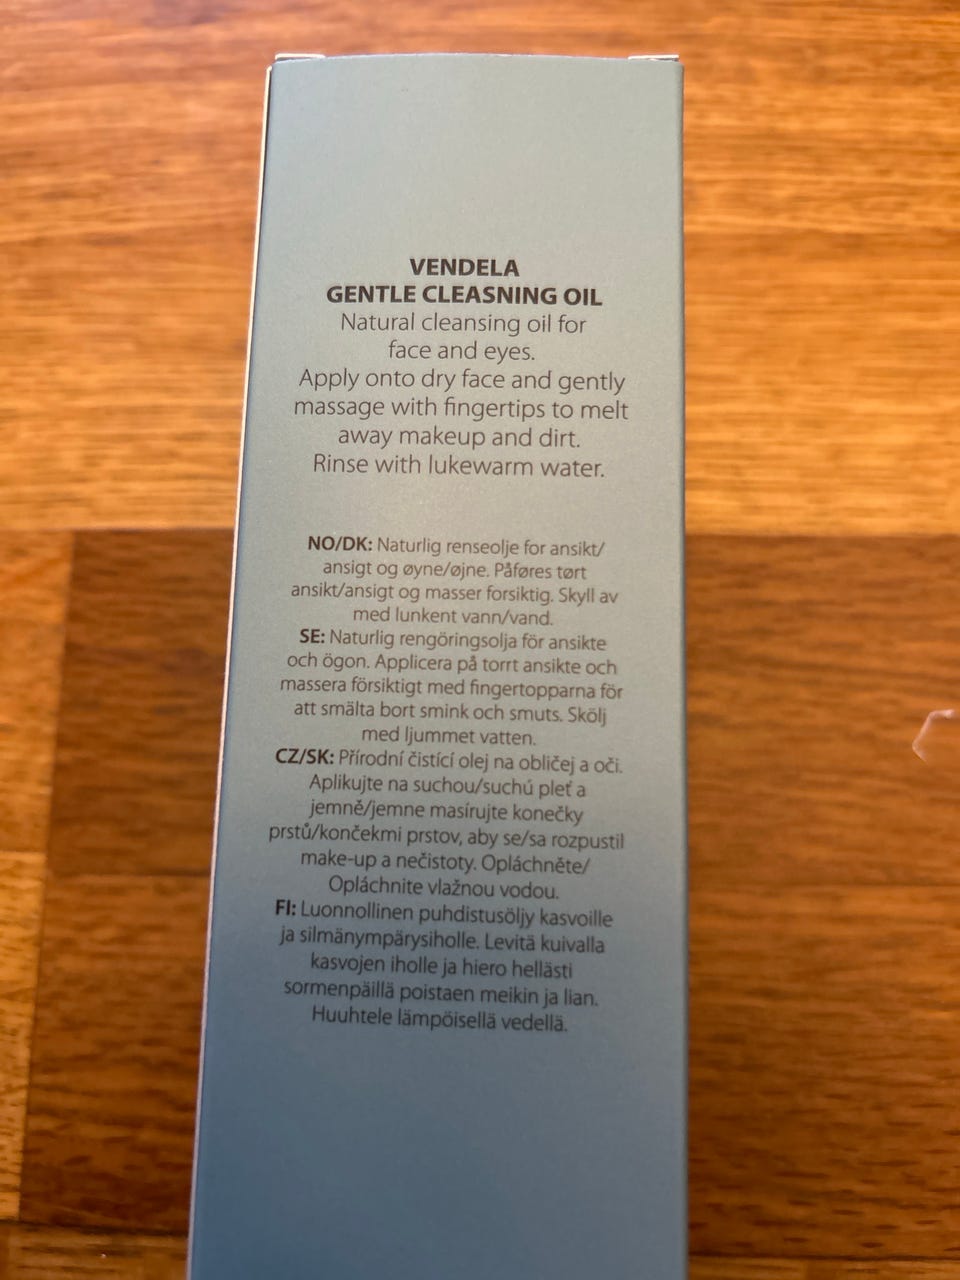 VENDELA
GENTLE CLEASNING OIL
Natural cleansing oil for
face and eyes.
Apply onto dry face and gently
massage with fingertips to melt
away makeup and dirt.
Rinse with lukewarm water.
NO/DK: Naturlig renseolje for ansikt/
ansigt og øyne/øjne. Påføres tørt
ansikt/ansigt og masser forsiktig. Skyll av
med lunkent vann/vand.
SE: Naturlig rengöringsolja för ansikte
och ögon. Applicera på torrt ansikte och
massera försiktigt med fingertopparna för
att smälta bort smink och smuts. Skölj
med ljummet vatten.
CZ/SK: Přírodní čistící olej na obličej a oči.
Aplikujte na suchou/suchú pleť a
jemně/jemne masírujte konečky
prstů/končekmi prstov, aby se/sa rozpustil
make-up a nečistoty. Opláchněte/
Opláchnite vlažnou vodou.
FI: Luonnollinen puhdistusöljy kasvoille
ja silmänympärysiholle. Levitä kuivalla
kasvojen iholle ja hiero hellästi
sormenpäillä poistaen meikin ja lian.
Huuhtele lämpöisellä vedellä.